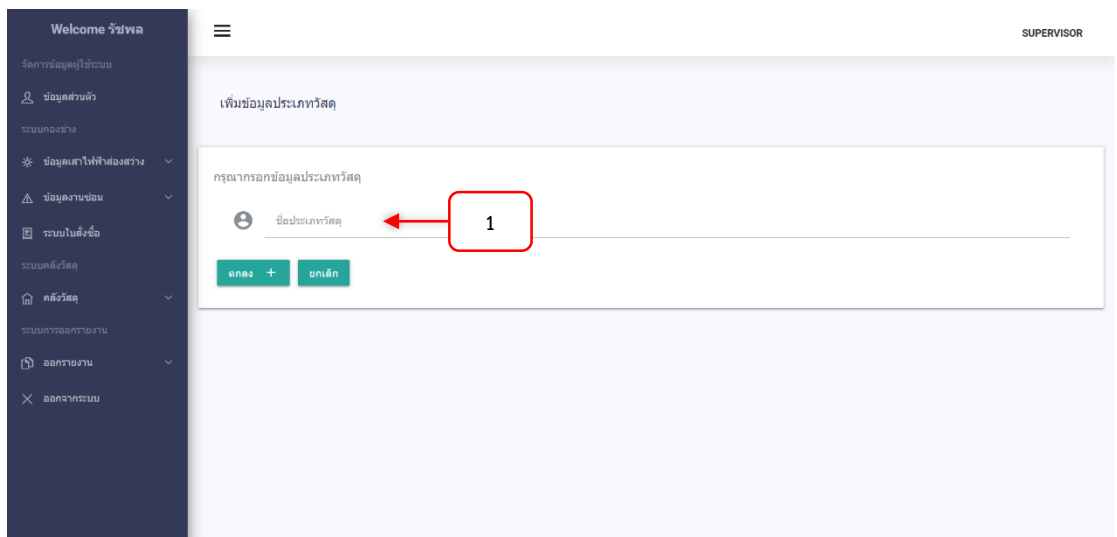 Welcome รัชพล
จัดการข้อมูลผู้ใช้ระบบ
ข้อมูลส่วนตัว
ระบบกองช่าง
ข้อมูลเสาไฟฟ้าส่องสว่าง
ข้อมูลงานซ่อม
ระบบใบสั่งซื้อ
ระบบคลังวัสดุ
คลังวัสดุ
ระบบการออกรายงาน
ออกรายงาน
ออกจากระบบ
SUPERVISOR
เพิ่มข้อมูลประเภทวัสดุ
กรุณากรอกข้อมูลประเภทวัสดุ
ชื่อประเภทวัสดุ
1
ตกลง +
ยกเลิก